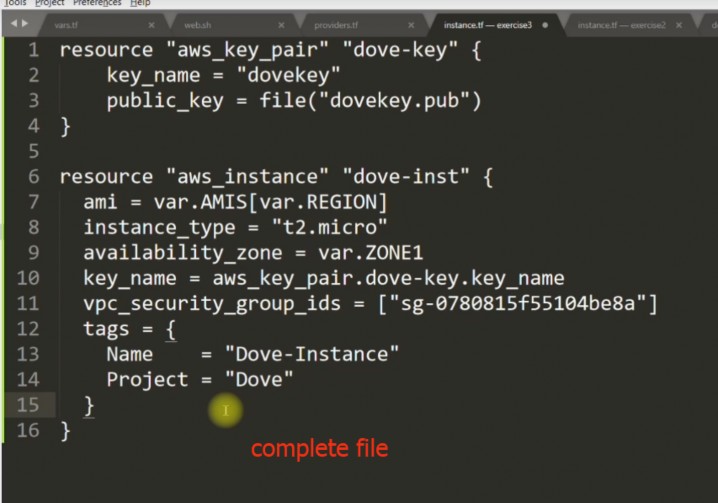 Tools Project Preferences Help
vars.tf web.sh providers.tf instance.tf — exercise3 instance.tf — exercise2
1 resource "aws_key_pair" "dove-key" {
2     key_name = "dovekey"
3     public_key = file("dovekey.pub")
4 }
5
6 resource "aws_instance" "dove-inst" {
7   ami = var.AMIS[var.REGION]
8   instance_type = "t2.micro"
9   availability_zone = var.ZONE1
10   key_name = aws_key_pair.dove-key.key_name
11   vpc_security_group_ids = ["sg-0780815f55104be8a"]
12   tags = {
13     Name    = "Dove-Instance"
14     Project = "Dove"
15   }
16 }
complete file